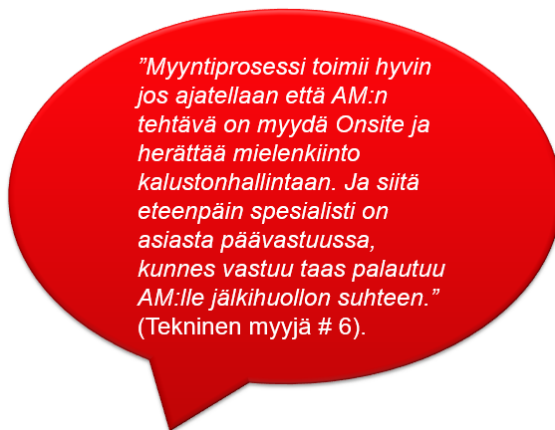 ”Myyntiprosessi toimii hyvin
jos ajatellaan että AM:n
tehtävä on myydä Onsite ja
herättää mielenkiinto
kalustonhallintaan. Ja siitä
eteenpäin spesialisti on
asiasta päävastuussa,
kunnes vastuu taas palautuu
AM:lle jälkihuollon suhteen.”
(Tekninen myyjä # 6).